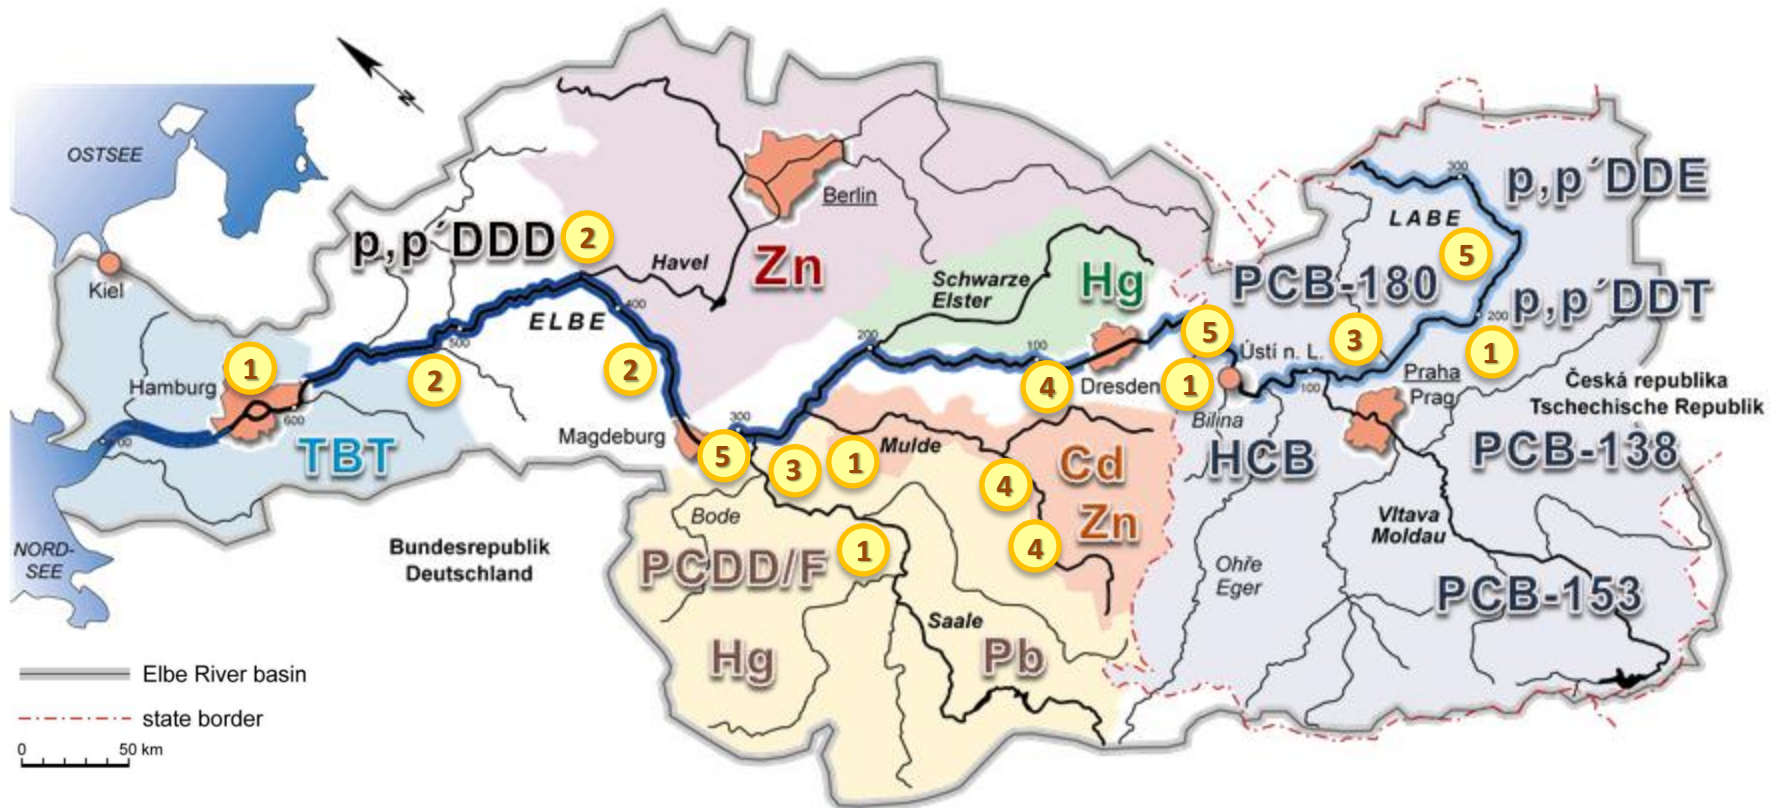 OSTSEE
N
Kiel
Hamburg
1
600
700
TBT
NORD-
SEE
p,p´DDD
2
2
500
ELBE
400
2
Havel
Berlin
Zn
Magdeburg
300
5
3
1
Mulde
200
Schwarze
Elster
Hg
100
4
Dresden
4
4
Cd
Zn
Bode
PCDD/F
1
Hg
Saale
Pb
Bundesrepublik
Deutschland
5
1
Bilina
Ústí n. L.
100
3
PCB-180
LABE
300
5
p,p´DDE
p,p´DDT
200
1
Praha
Prag
Česká republika
Tschechische Republik
HCB
PCB-138
Vltava
Moldau
Ohře
Eger
PCB-153
Elbe River basin
state border
0 50 km